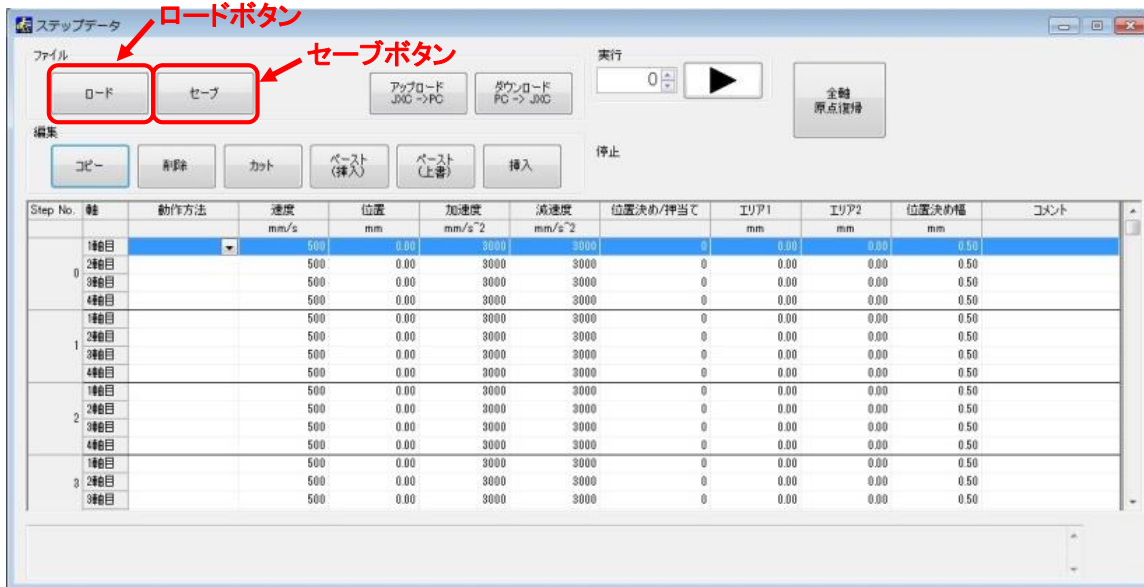 ロードボタン
ステップデータ
セーブボタン
ファイル
ロード
セーブ
アップロード
JXC ->PC
ダウンロード
PC -> JXC
実行
0
全軸
原点復帰
編集
コピー
削除
カット
ペースト
(挿入)
ペースト
(上書)
挿入
停止
Step No. 軸 動作方法 速度 位置 加速度 減速度 位置決め/押当て エリア1 エリア2 位置決め幅 コメント
mm/s mm mm/s^2 mm/s^2 mm mm mm
0
1軸目 500 0.00 3000 3000 0 0.00 0.00 0.50
2軸目 500 0.00 3000 3000 0 0.00 0.00 0.50
3軸目 500 0.00 3000 3000 0 0.00 0.00 0.50
4軸目 500 0.00 3000 3000 0 0.00 0.00 0.50
1
1軸目 500 0.00 3000 3000 0 0.00 0.00 0.50
2軸目 500 0.00 3000 3000 0 0.00 0.00 0.50
3軸目 500 0.00 3000 3000 0 0.00 0.00 0.50
4軸目 500 0.00 3000 3000 0 0.00 0.00 0.50
2
1軸目 500 0.00 3000 3000 0 0.00 0.00 0.50
2軸目 500 0.00 3000 3000 0 0.00 0.00 0.50
3軸目 500 0.00 3000 3000 0 0.00 0.00 0.50
4軸目 500 0.00 3000 3000 0 0.00 0.00 0.50
3
1軸目 500 0.00 3000 3000 0 0.00 0.00 0.50
2軸目 500 0.00 3000 3000 0 0.00 0.00 0.50
3軸目 500 0.00 3000 3000 0 0.00 0.00 0.50